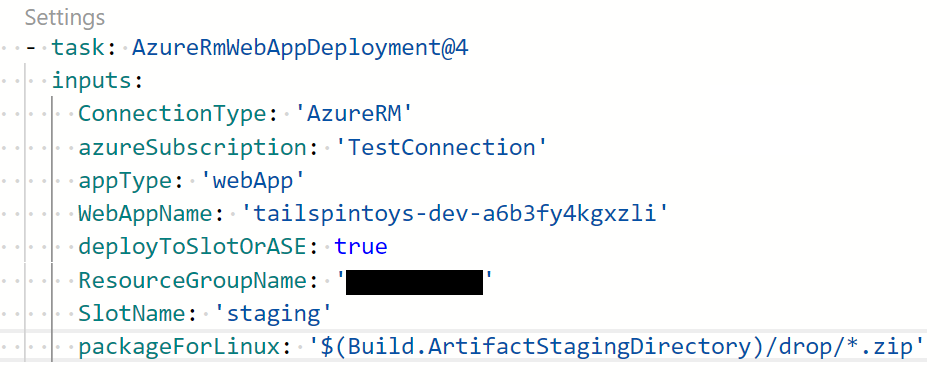 Settings
- task: AzureRmWebAppDeployment@4
inputs:
ConnectionType: 'AzureRM'
azureSubscription: 'TestConnection'
appType: 'webApp'
WebAppName: 'tailspintoys-dev-a6b3fy4kgxzli'
deployToSlotOrASE: true
ResourceGroupName: ' '
SlotName: 'staging'
packageForLinux: '$(Build.ArtifactStagingDirectory)/drop/*.zip'